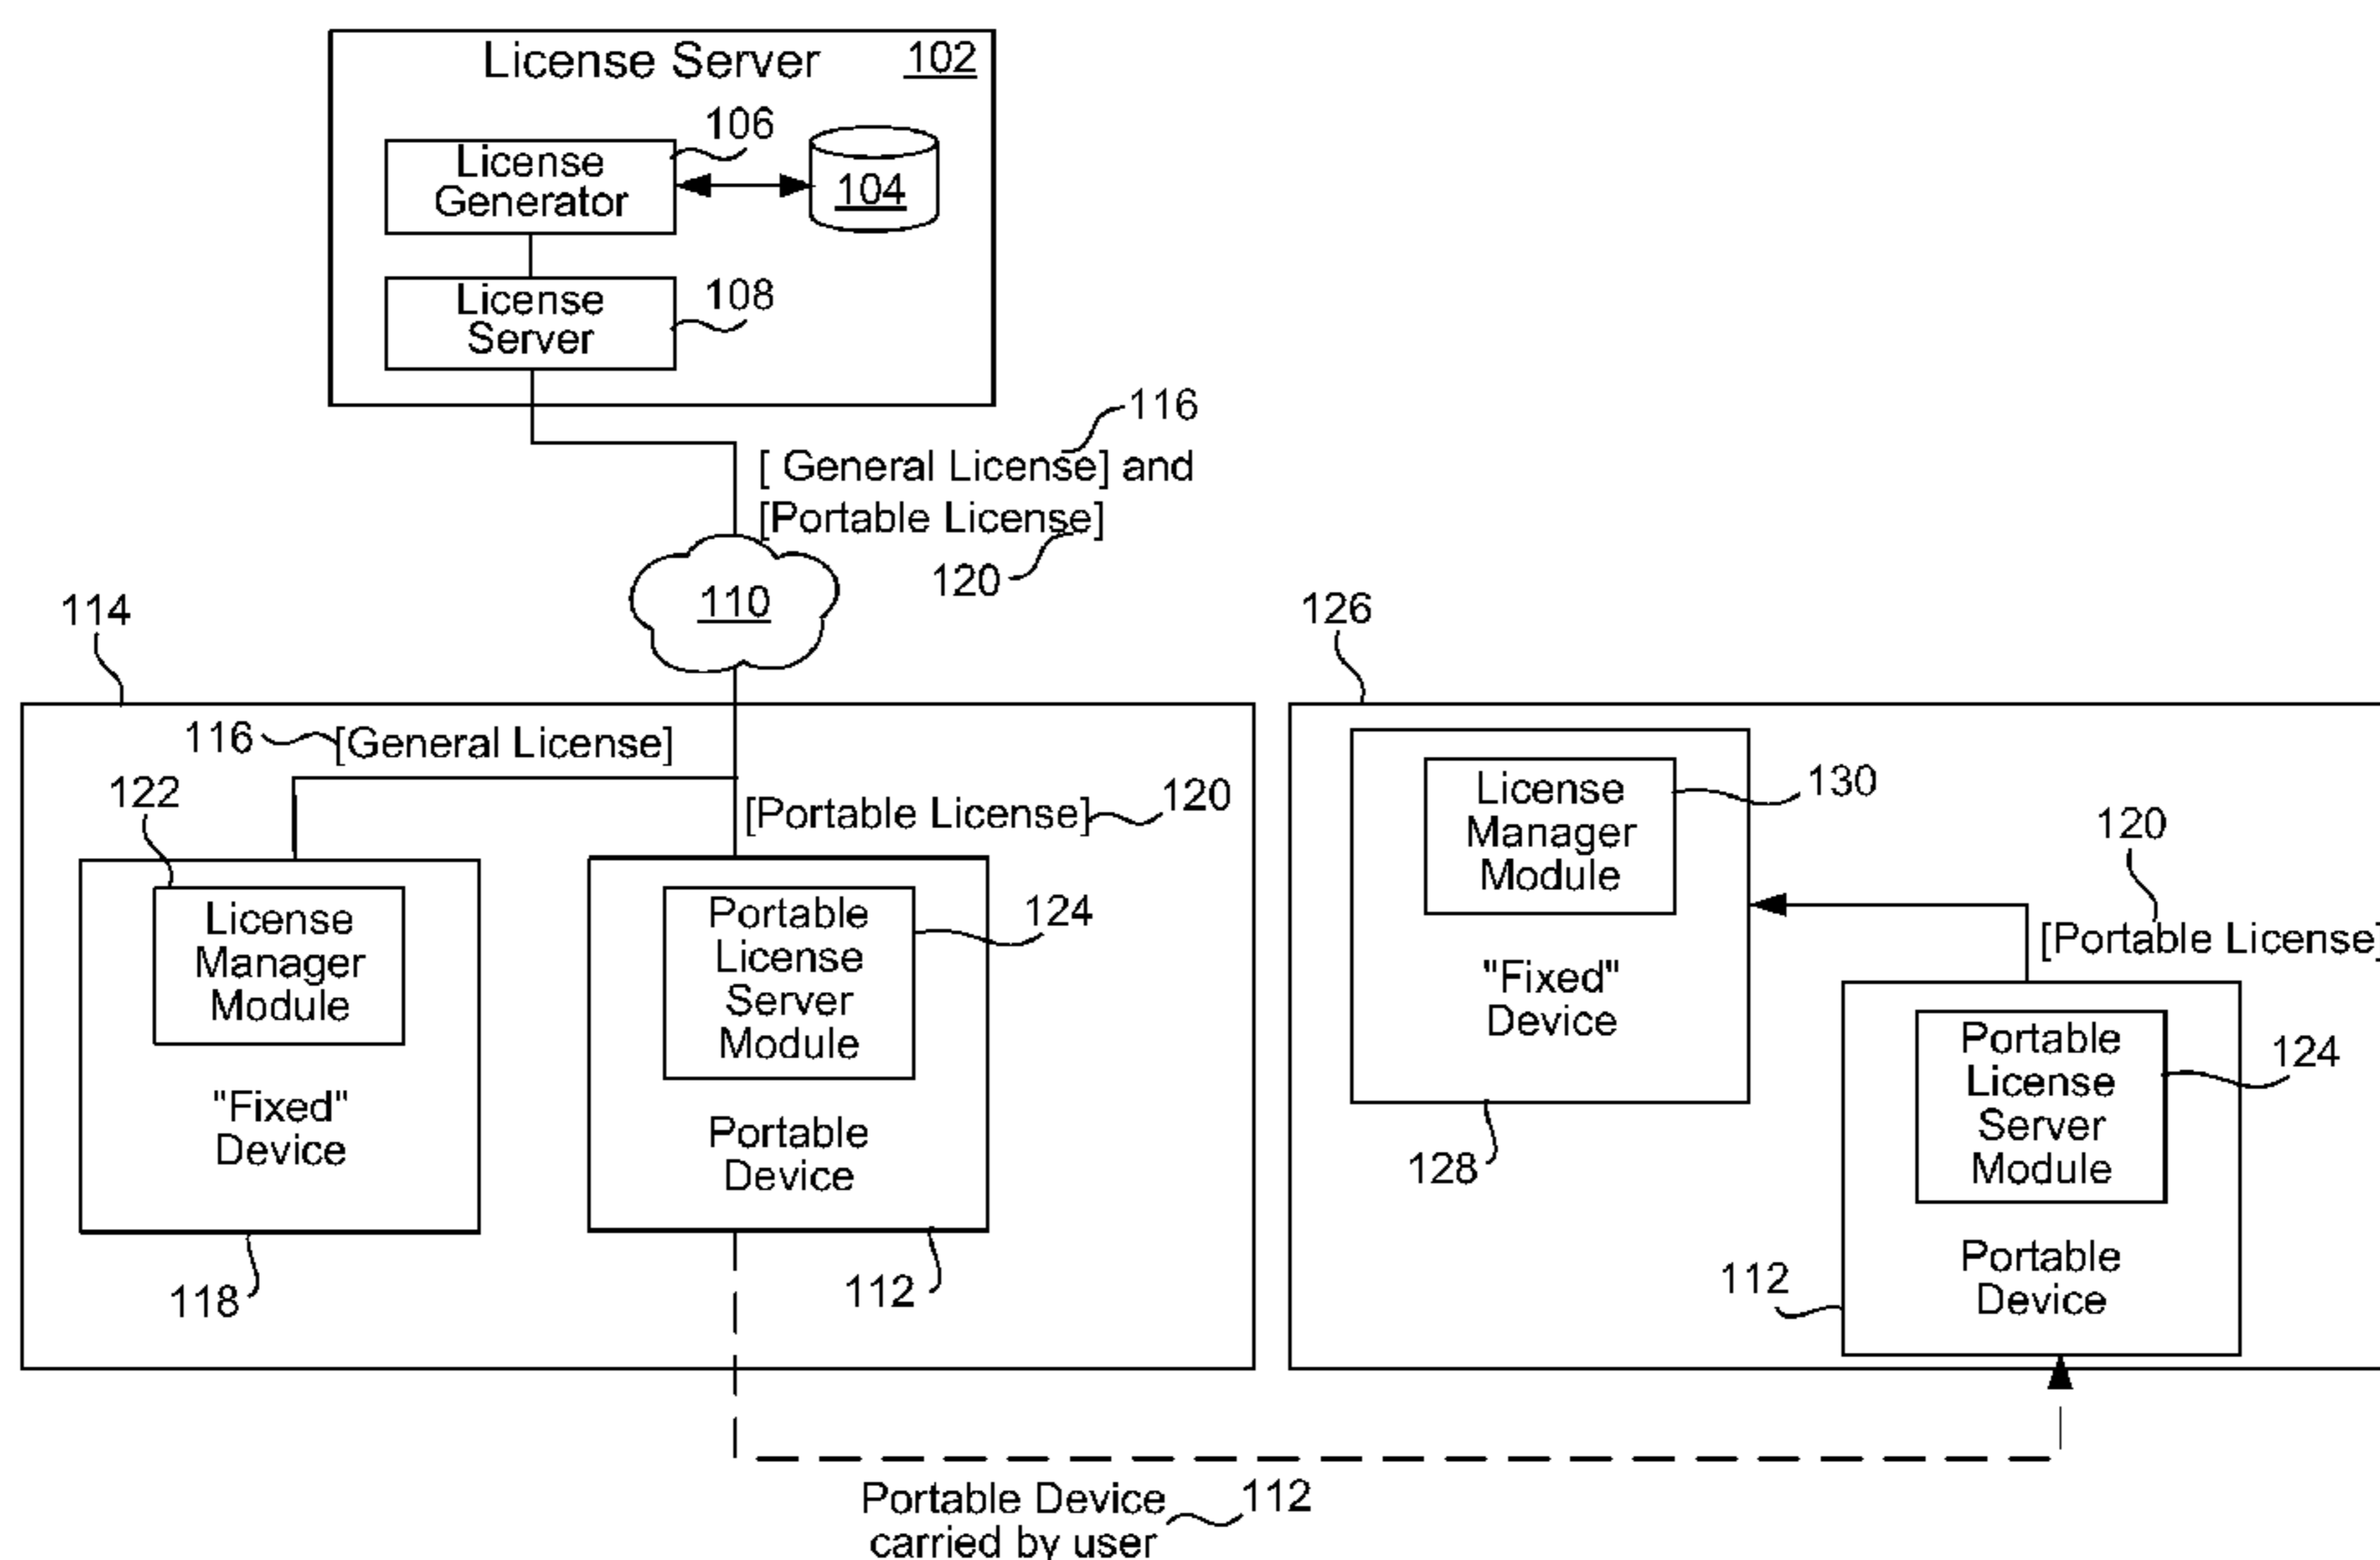 License Server 102
106
License
Generator
104
License
Server
108
116
[ General License] and
[Portable License]
120
110
114
126
116 [General License]
122
[Portable License] 120
License
Manager
Module
"Fixed"
Device
118
Portable
License
Server
Module
124
Portable
Device
112
License
Manager
Module
130
"Fixed"
Device
128
120
[Portable License]
Portable
License
Server
Module
124
Portable
Device
112
Portable Device
carried by user
112